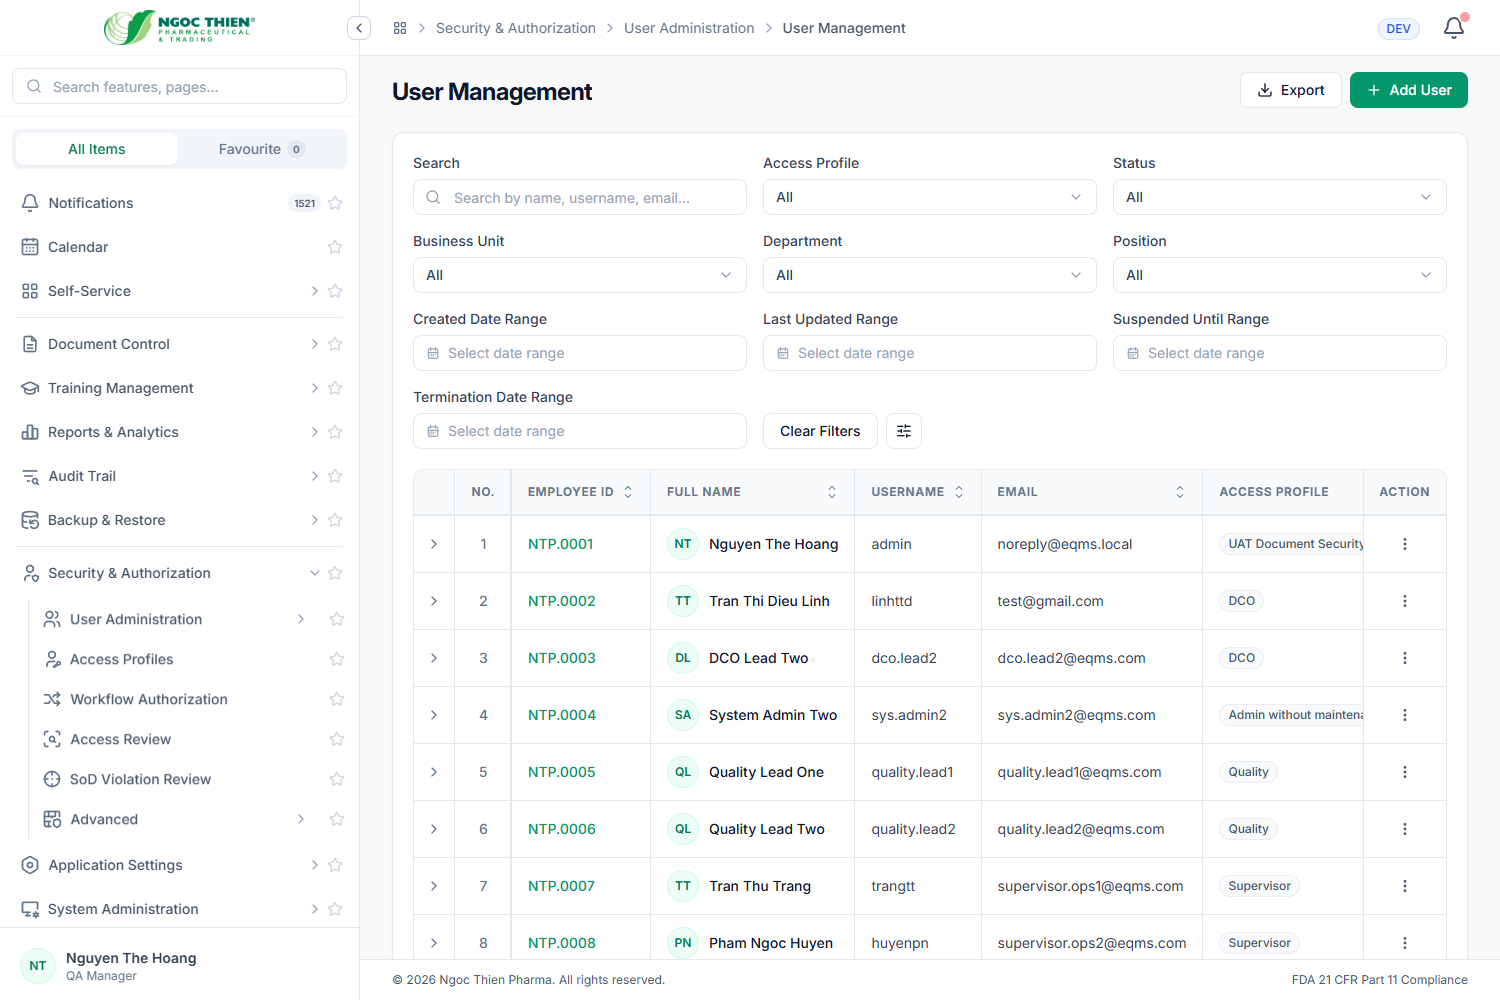 NGOC THIEN®
PHARMACEUTICAL
& TRADING
Search features, pages...
All Items
Favourite 0
Notifications 1521
Calendar
Self-Service
Document Control
Training Management
Reports & Analytics
Audit Trail
Backup & Restore
Security & Authorization
User Administration
Access Profiles
Workflow Authorization
Access Review
SoD Violation Review
Advanced
Application Settings
System Administration
NT
Nguyen The Hoang
QA Manager
Security & Authorization
User Administration
User Management
DEV
User Management
Export
Add User
Search
Access Profile
Status
Search by name, username, email...
All
All
Business Unit
Department
Position
All
All
All
Created Date Range
Last Updated Range
Suspended Until Range
Select date range
Select date range
Select date range
Termination Date Range
Select date range
Clear Filters
NO. EMPLOYEE ID FULL NAME USERNAME EMAIL ACCESS PROFILE ACTION
1 NTP.0001 NT Nguyen The Hoang admin noreply@eqms.local UAT Document Security
2 NTP.0002 TT Tran Thi Dieu Linh linhttd test@gmail.com DCO
3 NTP.0003 DL DCO Lead Two dco.lead2 dco.lead2@eqms.com DCO
4 NTP.0004 SA System Admin Two sys.admin2 sys.admin2@eqms.com Admin without maintena
5 NTP.0005 QL Quality Lead One quality.lead1 quality.lead1@eqms.com Quality
6 NTP.0006 QL Quality Lead Two quality.lead2 quality.lead2@eqms.com Quality
7 NTP.0007 TT Tran Thu Trang trangtt supervisor.ops1@eqms.com Supervisor
8 NTP.0008 PN Pham Ngoc Huyen huyenpn supervisor.ops2@eqms.com Supervisor
© 2026 Ngoc Thien Pharma. All rights reserved.
FDA 21 CFR Part 11 Compliance